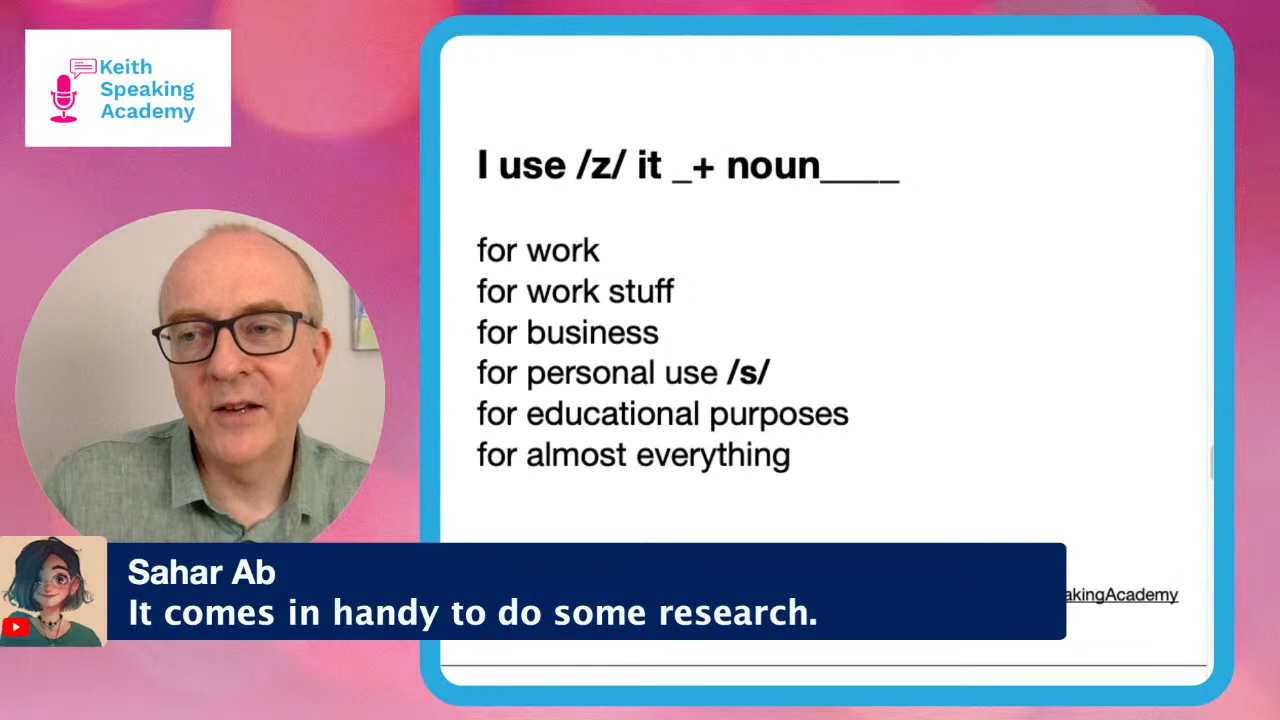 Keith
Speaking
Academy
I use /z/ it _+ noun____
for work
for work stuff
for business
for personal use /s/
for educational purposes
for almost everything
Sahar Ab
It comes in handy to do some research.
akingAcademy